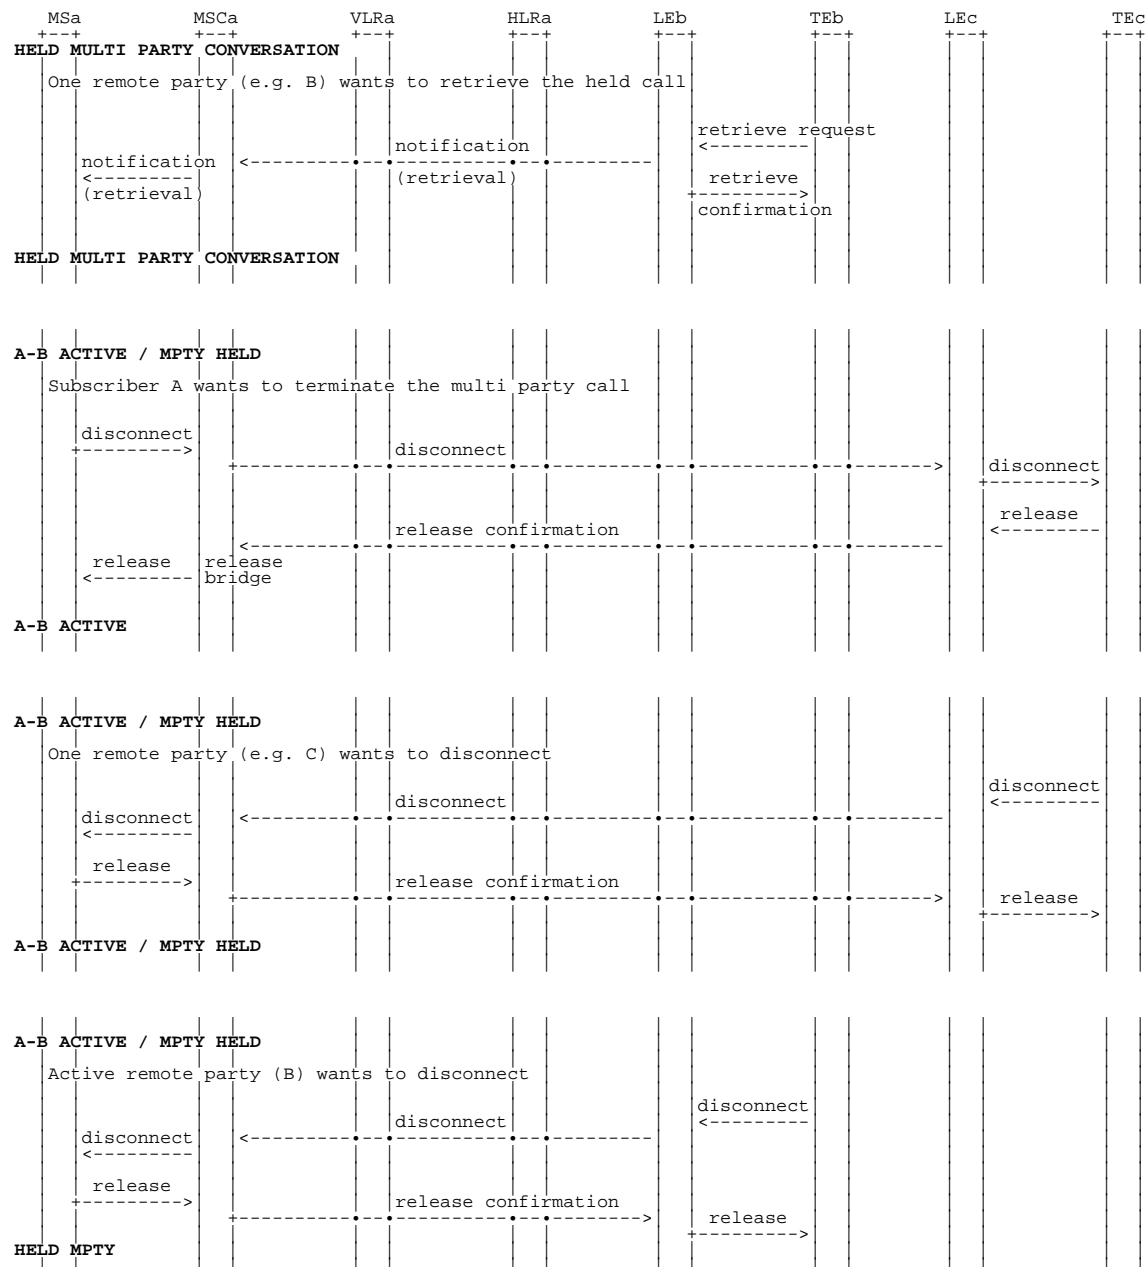 MSa MSCa VLRa HLRa LEb TEb LEc TEc
HELD MULTI PARTY CONVERSATION
One remote party (e.g. B) wants to retrieve the held call
retrieve request
notification
notification
(retrieval) retrieve
(retrieval)
confirmation
HELD MULTI PARTY CONVERSATION
A-B ACTIVE / MPTY HELD
Subscriber A wants to terminate the multi party call
disconnect
disconnect
disconnect
release
release confirmation
release release
bridge
A-B ACTIVE
A-B ACTIVE / MPTY HELD
One remote party (e.g. C) wants to disconnect
disconnect
disconnect
disconnect
release
release confirmation
release
A-B ACTIVE / MPTY HELD
A-B ACTIVE / MPTY HELD
Active remote party (B) wants to disconnect
disconnect
disconnect
disconnect
release
release confirmation
release
HELD MPTY